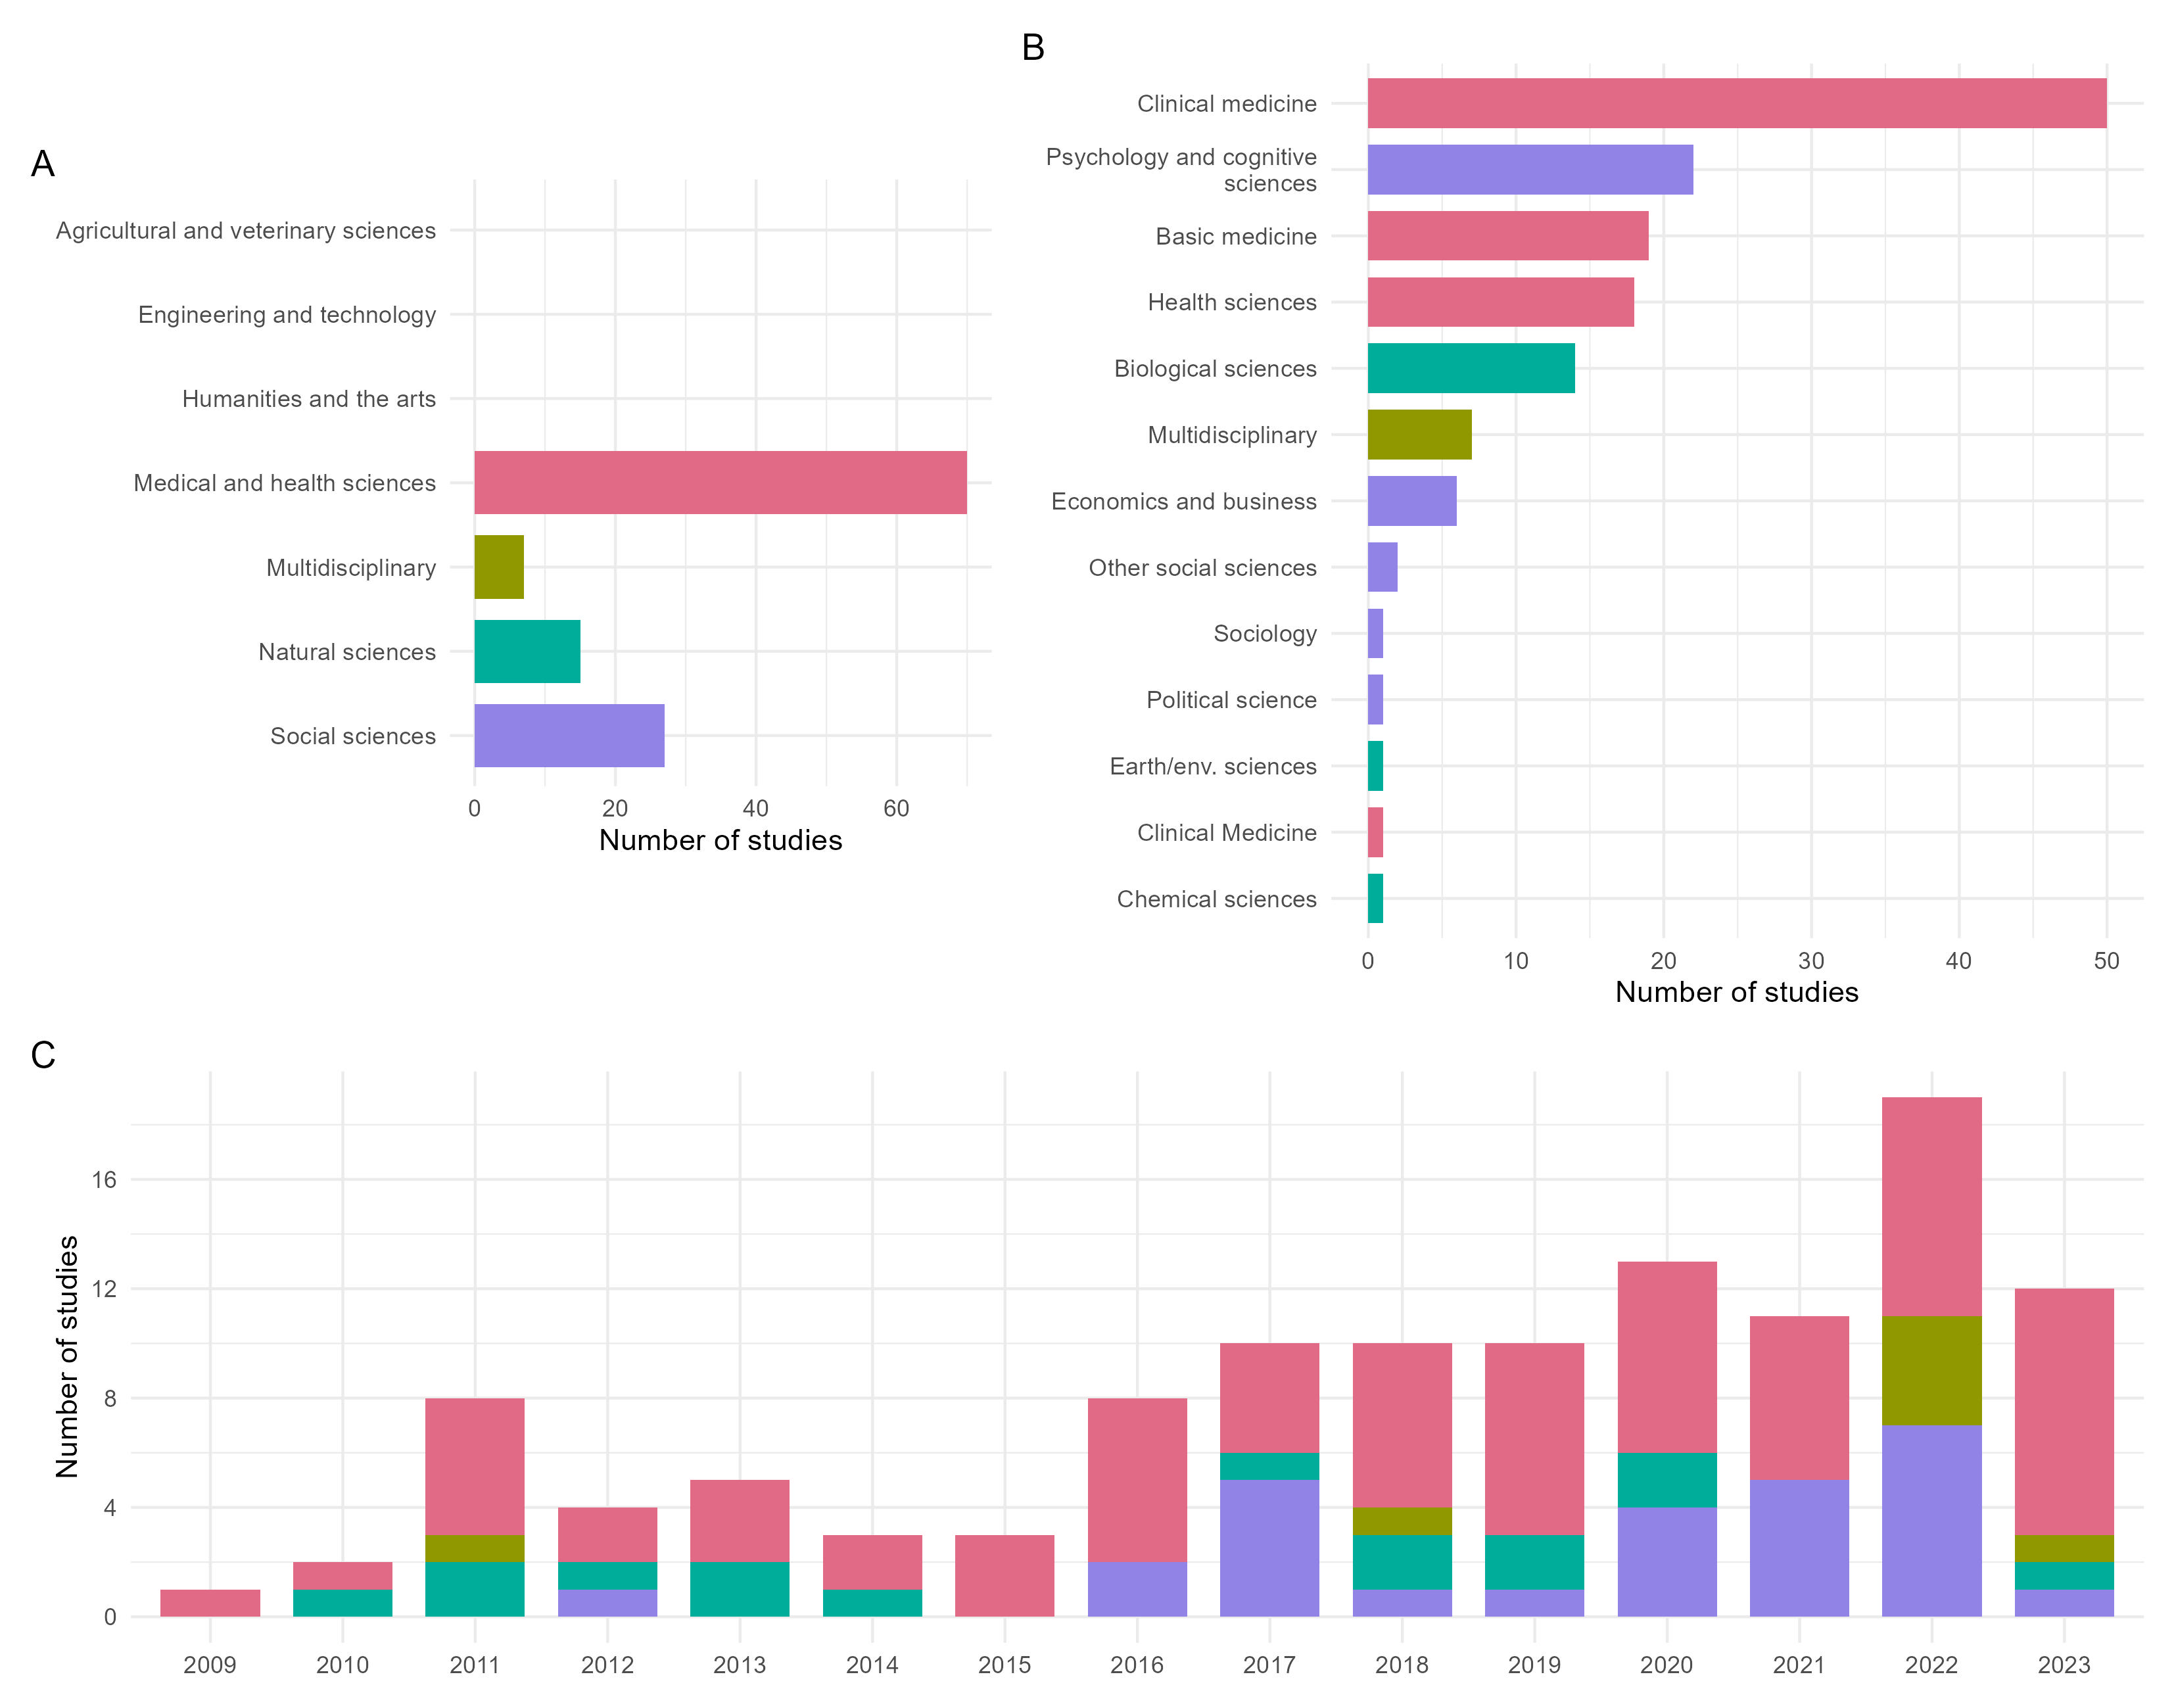 A
Agricultural and veterinary sciences
Engineering and technology
Humanities and the arts
Medical and health sciences
Multidisciplinary
Natural sciences
Social sciences
0 20 40 60
Number of studies
B
Clinical medicine
Psychology and cognitive
sciences
Basic medicine
Health sciences
Biological sciences
Multidisciplinary
Economics and business
Other social sciences
Sociology
Political science
Earth/env. sciences
Clinical Medicine
Chemical sciences
0 10 20 30 40 50
Number of studies
C
Number of studies
16
12
8
4
0
2009 2010 2011 2012 2013 2014 2015 2016 2017 2018 2019 2020 2021 2022 2023